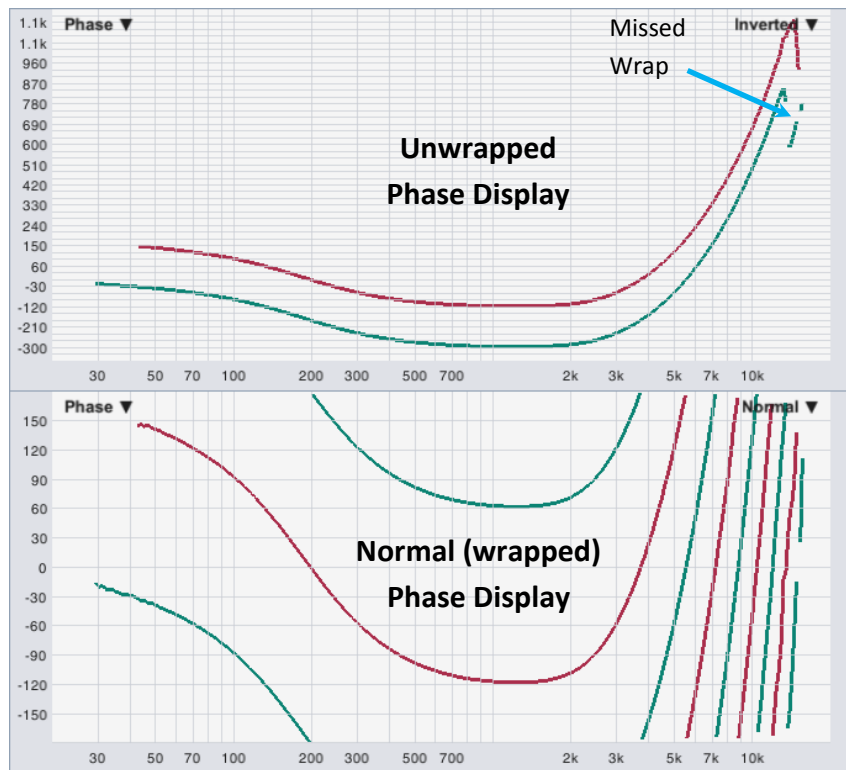 Phase ▼
Inverted ▼
Missed
Wrap
1.1k
1.1k
960
870
780
690
600
510
420
330
240
150
60
-30
-120
-210
-300
Unwrapped
Phase Display
30 50 70 100 200 300 500 700 2k 3k 5k 7k 10k
Phase ▼
Normal ▼
150
120
90
60
30
0
-30
-60
-90
-120
-150
Normal (wrapped)
Phase Display
30 50 70 100 200 300 500 700 2k 3k 5k 7k 10k